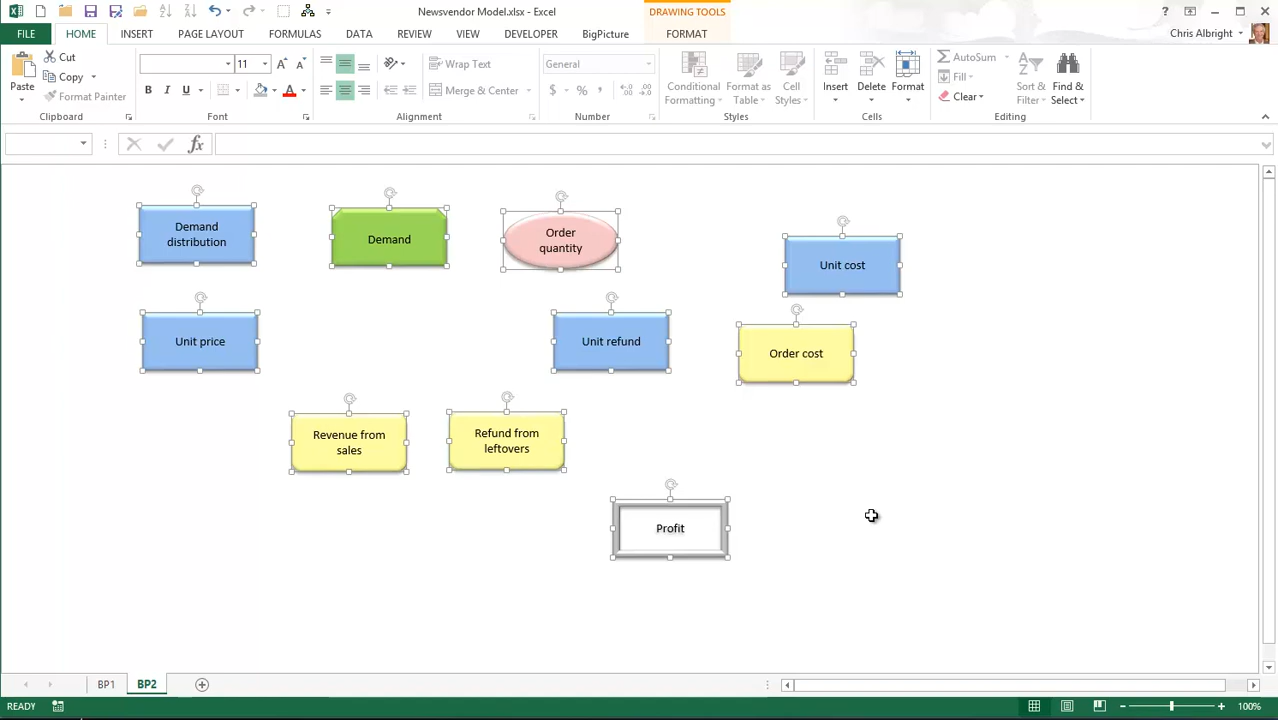 Newsvendor Model.xlsx - Excel
DRAWING TOOLS
?
FILE
HOME
INSERT
PAGE LAYOUT
FORMULAS
DATA
REVIEW
VIEW
DEVELOPER
BigPicture
FORMAT
Chris Albright
Paste
Cut
Copy
Format Painter
Clipboard
11
B I U
Font
Wrap Text
Merge & Center
Alignment
General
$ % ,
Number
Conditional
Formatting
Format as
Table
Cell
Styles
Styles
Insert
Delete
Format
Cells
AutoSum
Fill
Clear
Sort &
Filter
Find &
Select
Editing
fx
Demand
distribution
Demand
Order
quantity
Unit cost
Unit price
Unit refund
Order cost
Revenue from
sales
Refund from
leftovers
Profit
BP1
BP2
READY
100%